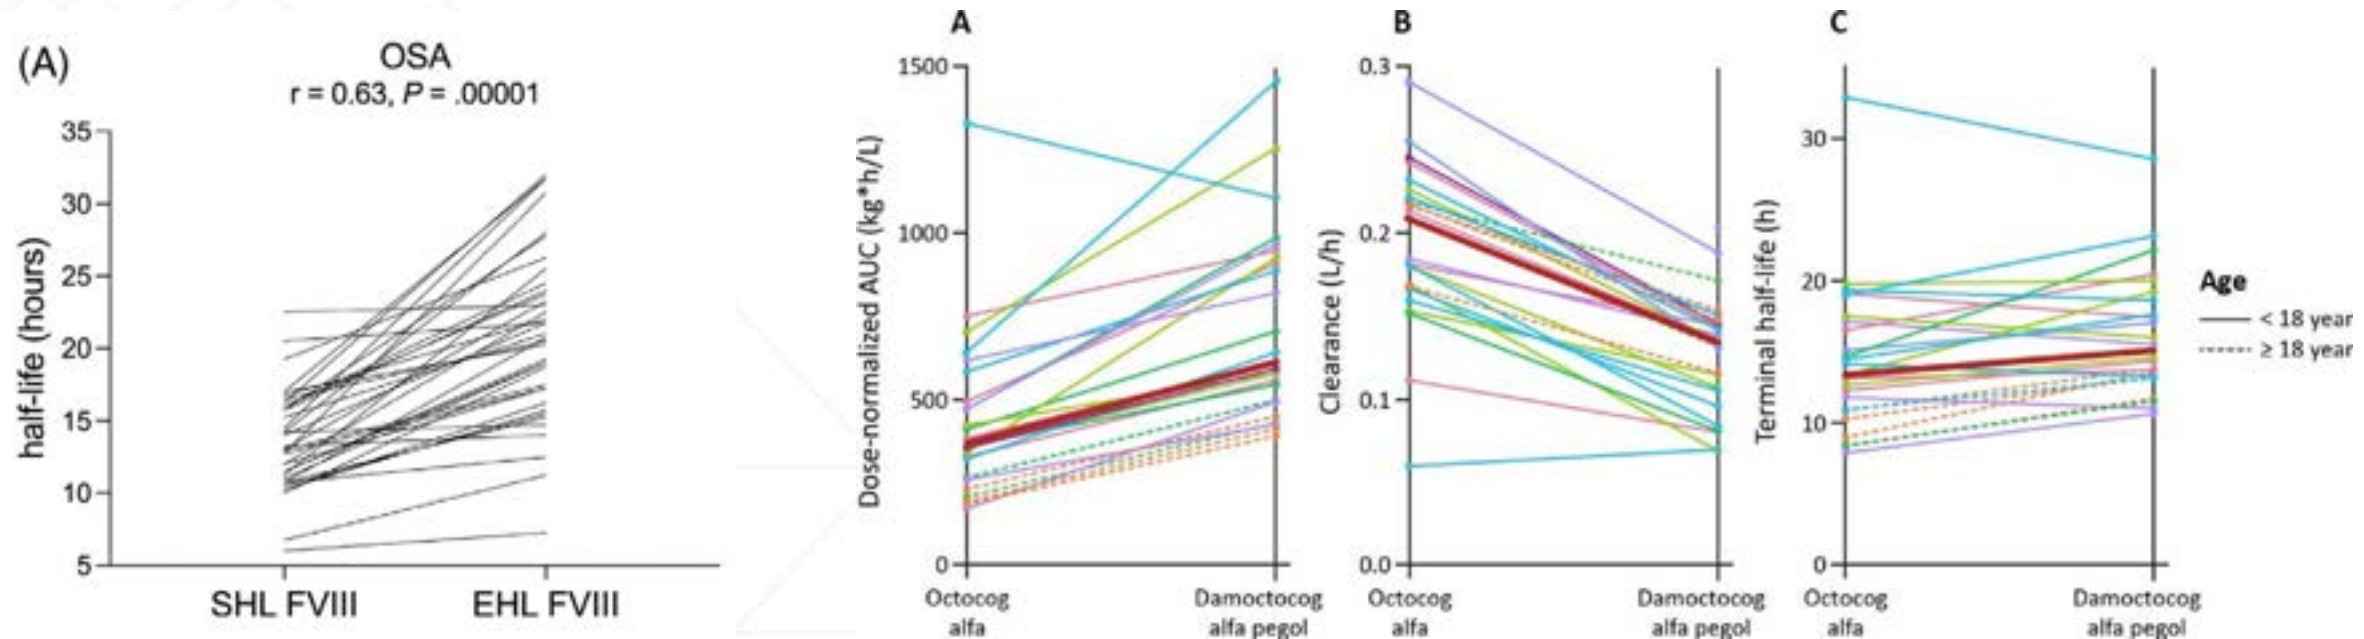 (A)
OSA
r = 0.63, P = .00001
half-life (hours)
35
30
25
20
15
10
5
SHL FVIII
EHL FVIII
A
Dose-normalized AUC (kg*h/L)
1500
1000
500
0
Octocog
alfa
Damoctocog
alfa pegol
B
Clearance (L/h)
0.3
0.2
0.1
0.0
Octocog
alfa
Damoctocog
alfa pegol
C
Terminal half-life (h)
30
20
10
0
Octocog
alfa
Damoctocog
alfa pegol
Age
< 18 year
≥ 18 year